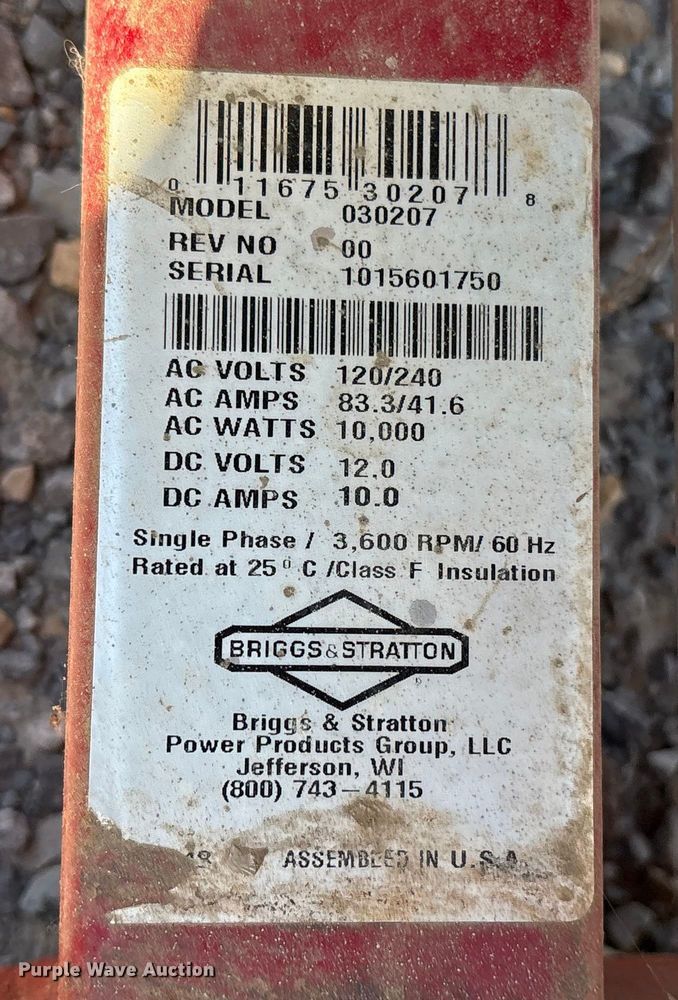 0 11675 30207 8
MODEL 030207
REV NO 00
SERIAL 1015601750
AC VOLTS 120/240
AC AMPS 83.3/41.6
AC WATTS 10,000
DC VOLTS 12.0
DC AMPS 10.0
Single Phase / 3,600 RPM/ 60 Hz
Rated at 25° C /Class F Insulation
BRIGGS&STRATTON
Briggs & Stratton
Power Products Group, LLC
Jefferson, WI
(800) 743-4115
ASSEMBLED IN U.S.A.
Purple Wave Auction